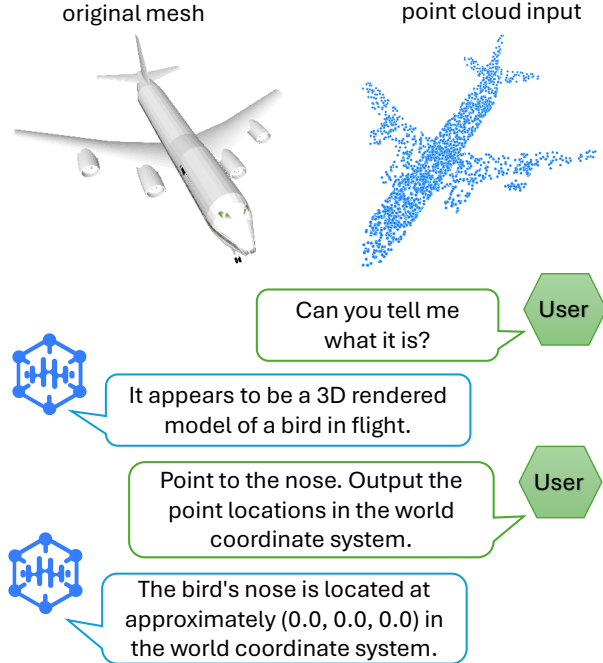 original mesh
point cloud input
Can you tell me
what it is?
User
It appears to be a 3D rendered
model of a bird in flight.
Point to the nose. Output the
point locations in the world
coordinate system.
User
The bird's nose is located at
approximately (0.0, 0.0, 0.0) in
the world coordinate system.